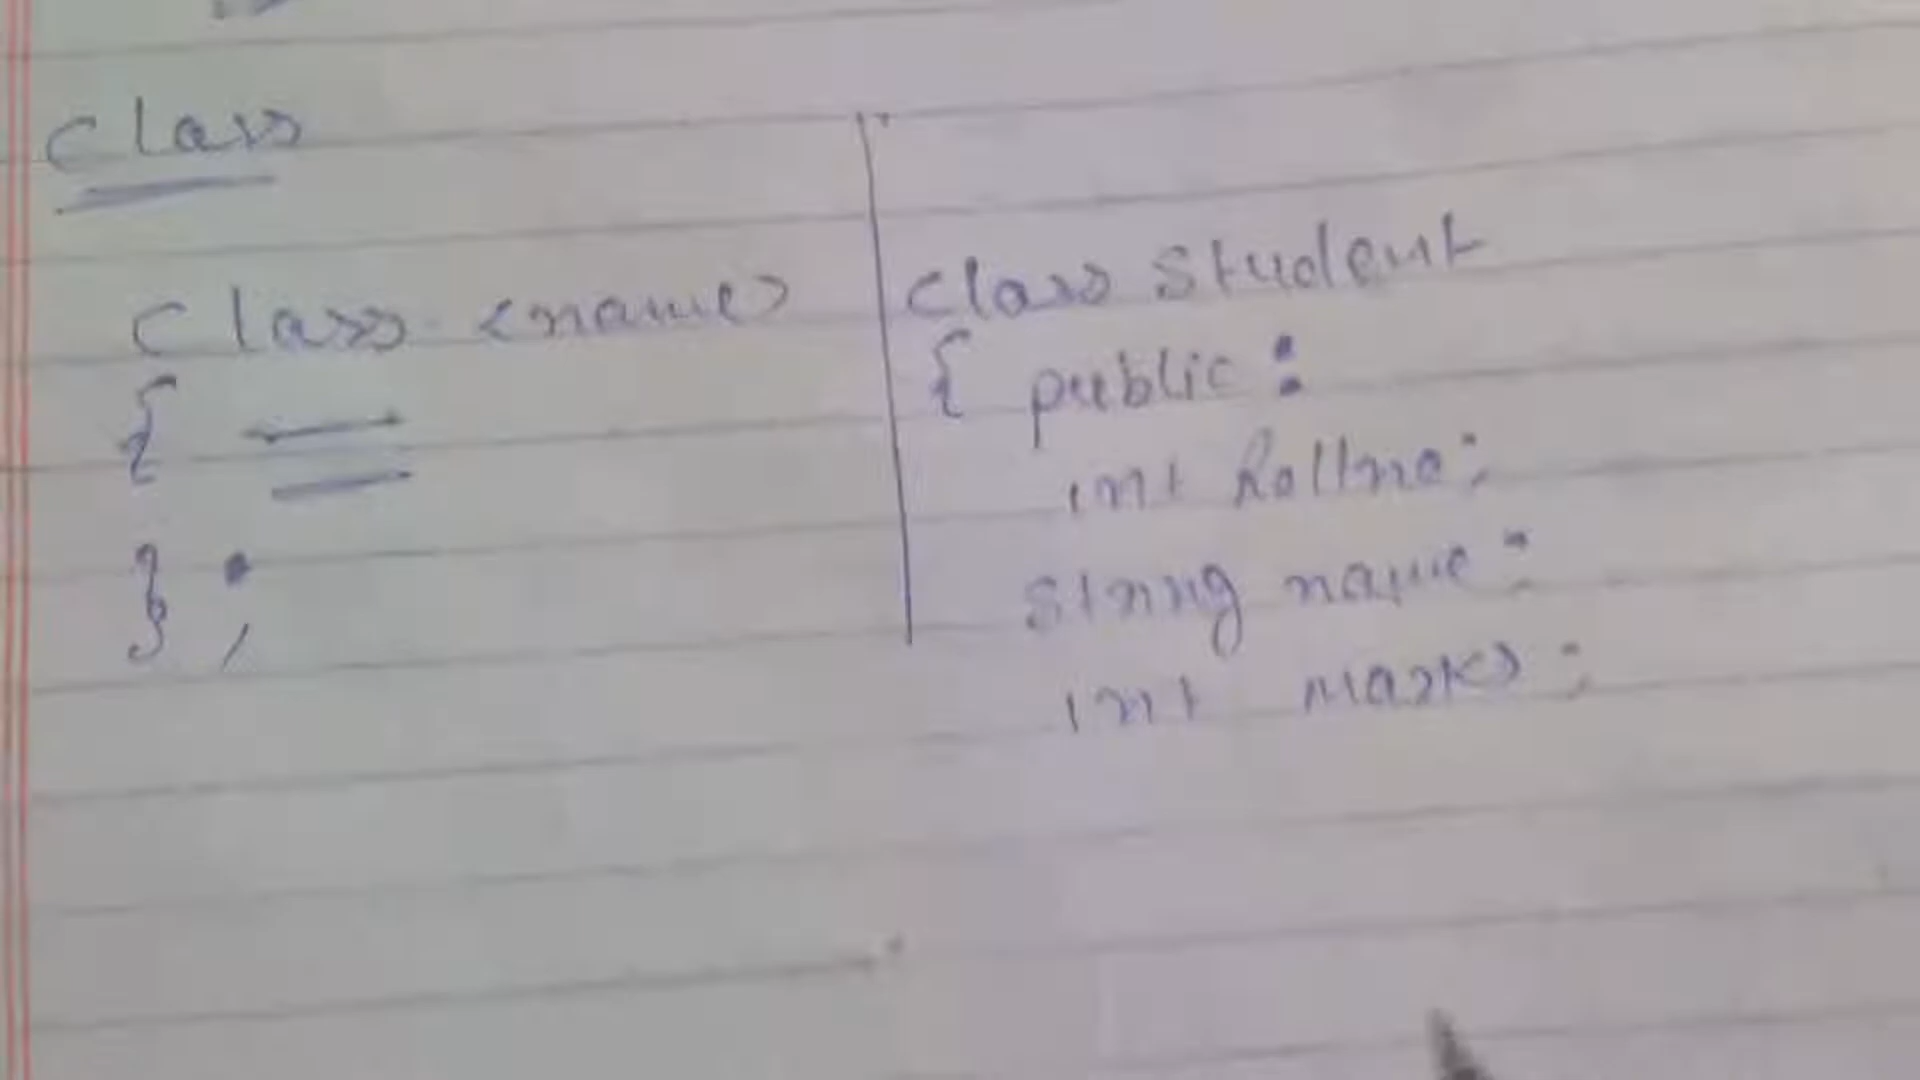 Class
Class <name>
{
} ;
Class Student
{ public :
int Rollno ;
string name ;
int Marks ;